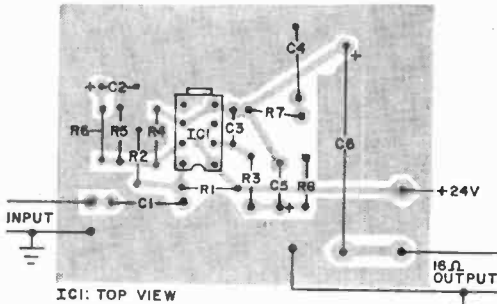 C4
+
+ C2
R7
R6
R5
R4
IC1
C3
C6
R2
R3
C5
R8
R1
+24V
C1
+
INPUT
16Ω
OUTPUT
IC1: TOP VIEW